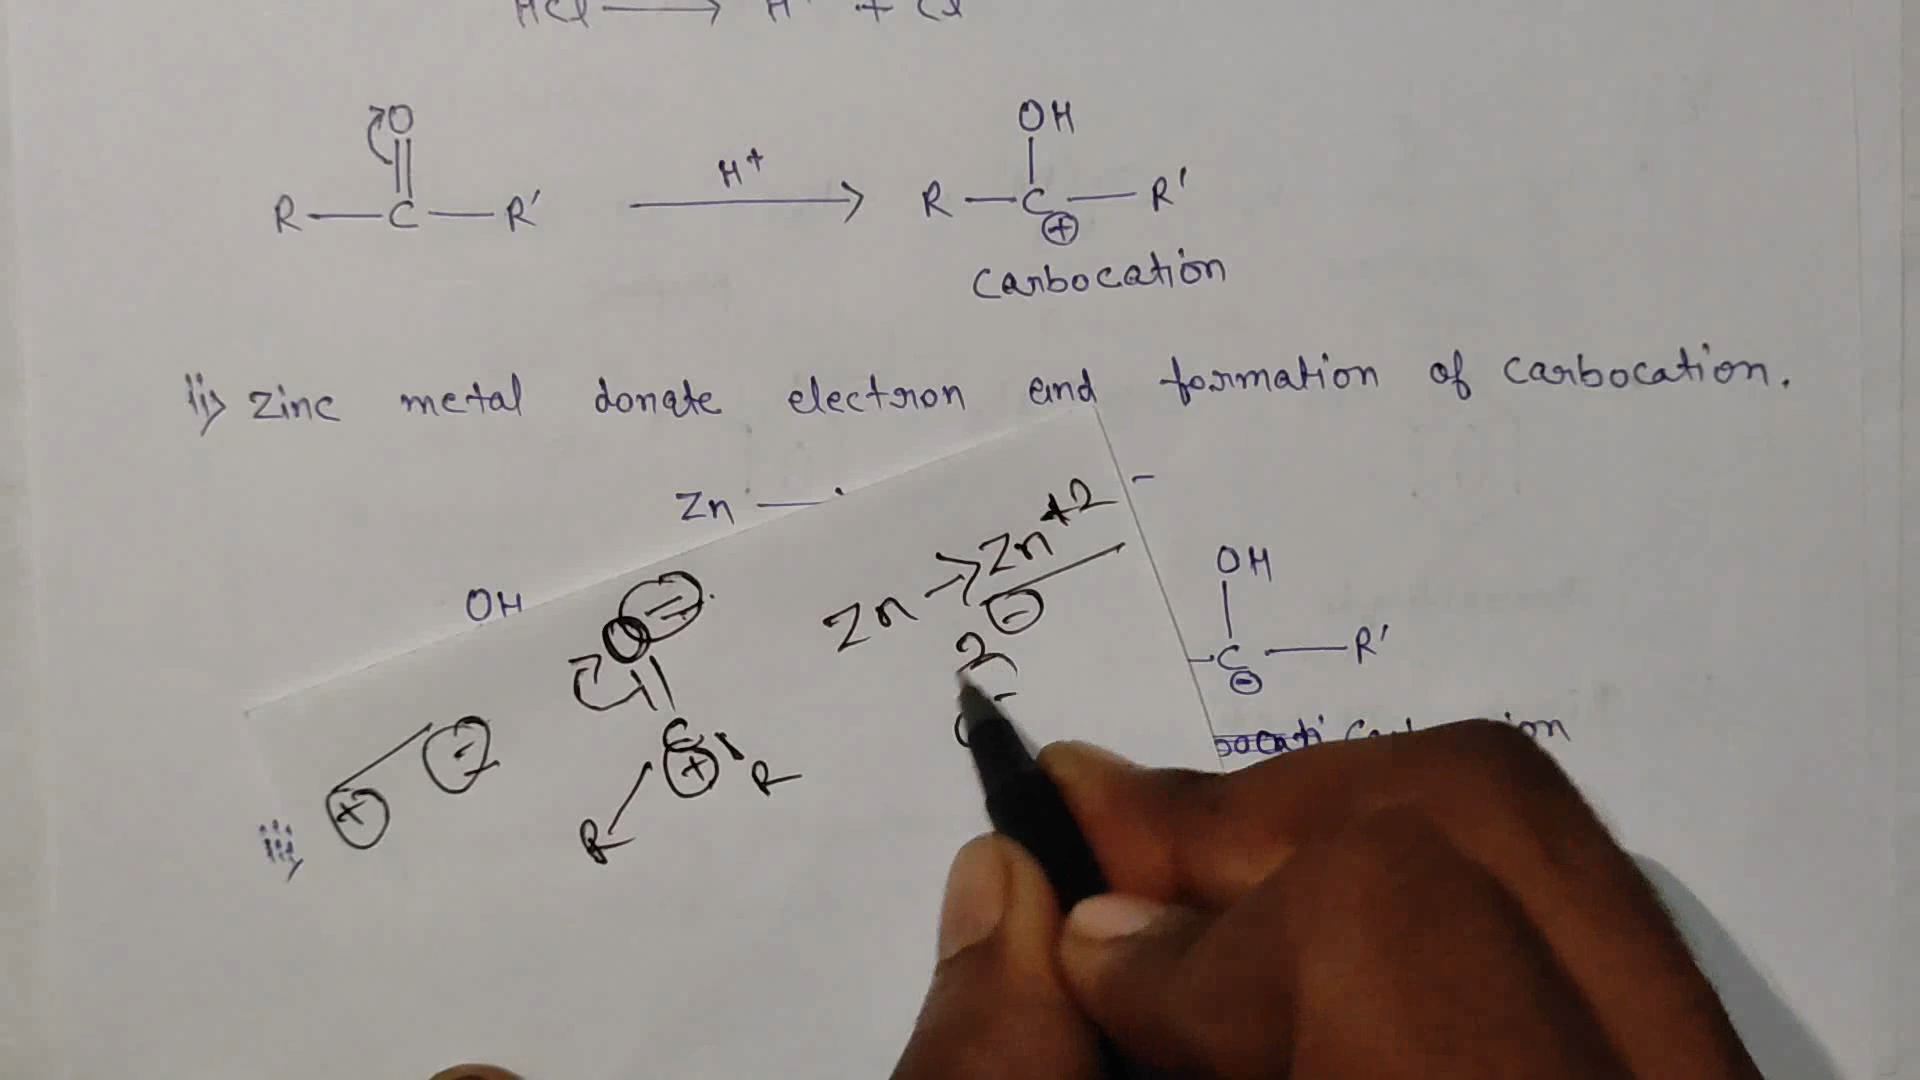 HCl → H + Cl
O
R — C — R'
H+
OH
R — C — R'
+
Carbocation
ii) zinc metal donate electron and formation of carbocation.
Zn —
Zn → Zn+2
-
OH
O
=
2
OH
C — R'
-
C
+
R
R
+
-
iii)